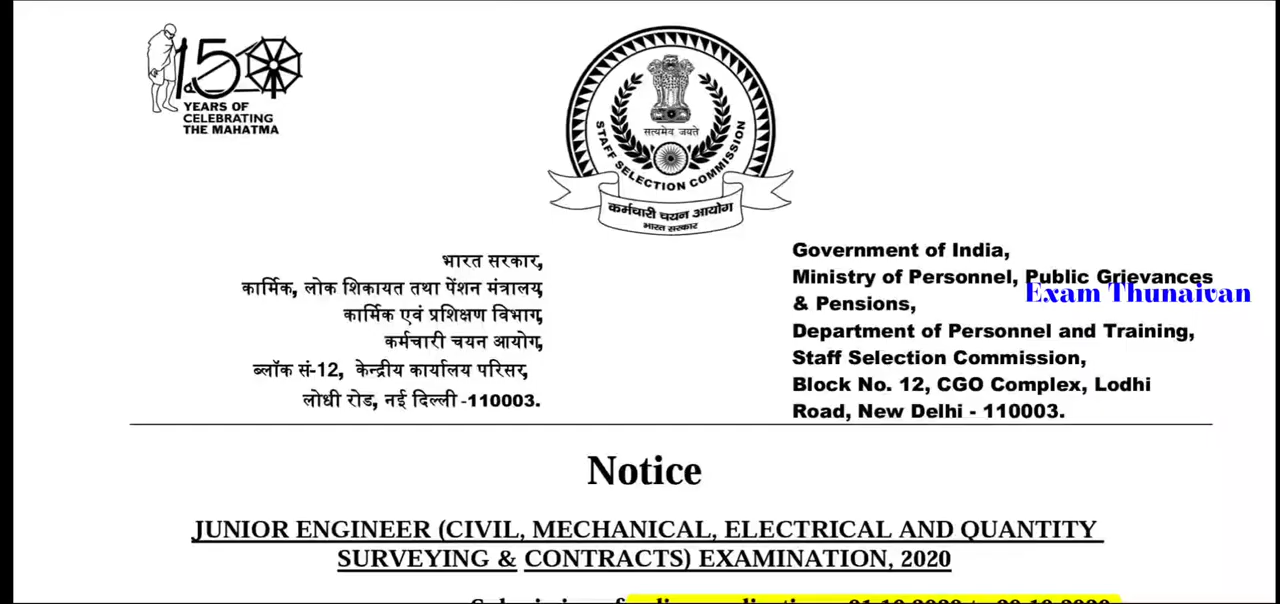 150
YEARS OF
CELEBRATING
THE MAHATMA
सत्यमेव जयते
STAFF SELECTION COMMISSION
कर्मचारी चयन आयोग
भारत सरकार
भारत सरकार,
कार्मिक, लोक शिकायत तथा पेंशन मंत्रालय,
कार्मिक एवं प्रशिक्षण विभाग,
कर्मचारी चयन आयोग,
ब्लॉक सं-12, केन्द्रीय कार्यालय परिसर,
लोधी रोड, नई दिल्ली -110003.
Government of India,
Ministry of Personnel, Public Grievances
Exam Thunaivan
& Pensions,
Department of Personnel and Training,
Staff Selection Commission,
Block No. 12, CGO Complex, Lodhi
Road, New Delhi - 110003.
Notice
JUNIOR ENGINEER (CIVIL, MECHANICAL, ELECTRICAL AND QUANTITY
SURVEYING & CONTRACTS) EXAMINATION, 2020